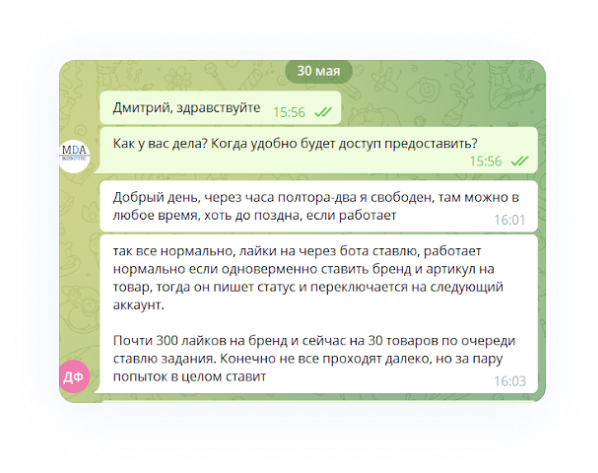 30 мая
Дмитрий, здравствуйте 15:56
MDA
ROBOTIC
Как у вас дела? Когда удобно будет доступ предоставить?
15:56
Добрый день, через часа полтора-два я свободен, там можно в
любое время, хоть до поздна, если работает
16:01
так все нормально, лайки на через бота ставлю, работает
нормально если одноверменно ставить бренд и артикул на
товар, тогда он пишет статус и переключается на следующий
аккаунт.
Почти 300 лайков на бренд и сейчас на 30 товаров по очереди
ставлю задания. Конечно не все проходят далеко, но за пару
попыток в целом ставит
16:03
ДФ